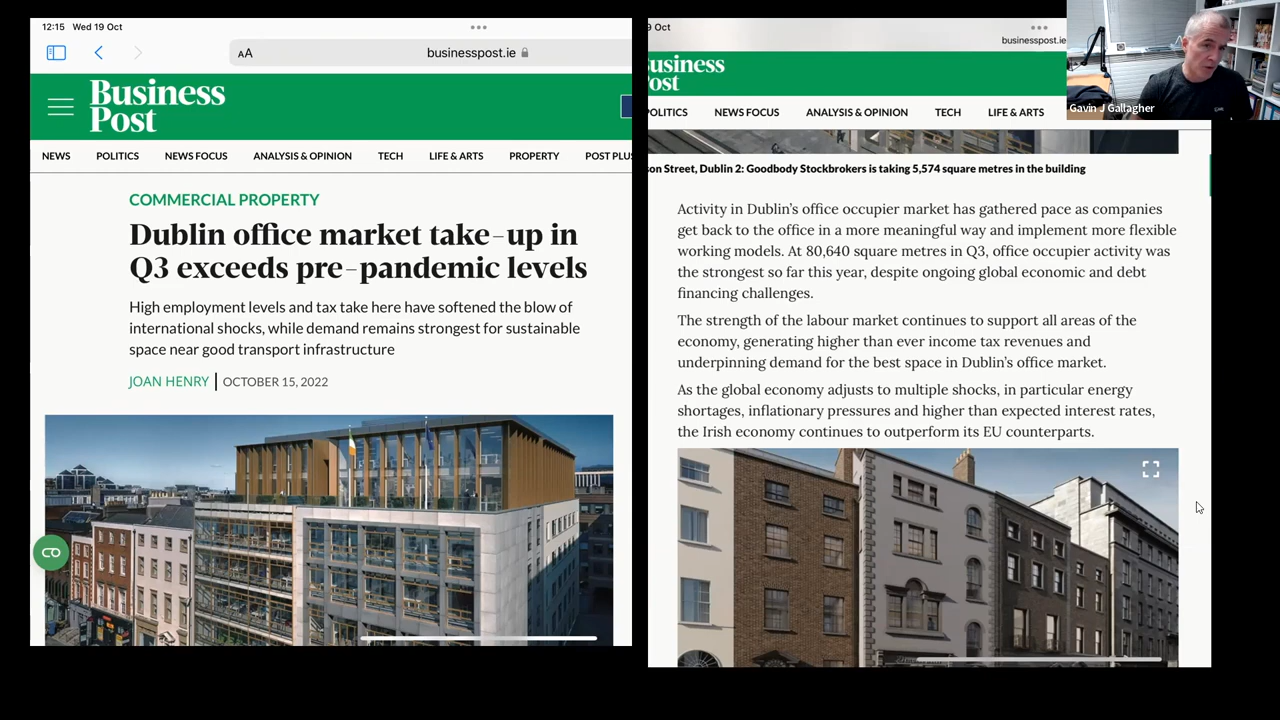 12:15 Wed 19 Oct
AA
businesspost.ie
Business
Post
NEWS POLITICS NEWS FOCUS ANALYSIS & OPINION TECH LIFE & ARTS PROPERTY POST PLUS
COMMERCIAL PROPERTY
Dublin office market take-up in
Q3 exceeds pre-pandemic levels
High employment levels and tax take here have softened the blow of
international shocks, while demand remains strongest for sustainable
space near good transport infrastructure
JOAN HENRY | OCTOBER 15, 2022
9 Oct
businesspost.ie
usiness
ost
OLITICS NEWS FOCUS ANALYSIS & OPINION TECH LIFE & ARTS
Gavin J Gallagher
son Street, Dublin 2: Goodbody Stockbrokers is taking 5,574 square metres in the building
Activity in Dublin's office occupier market has gathered pace as companies
get back to the office in a more meaningful way and implement more flexible
working models. At 80,640 square metres in Q3, office occupier activity was
the strongest so far this year, despite ongoing global economic and debt
financing challenges.
The strength of the labour market continues to support all areas of the
economy, generating higher than ever income tax revenues and
underpinning demand for the best space in Dublin's office market.
As the global economy adjusts to multiple shocks, in particular energy
shortages, inflationary pressures and higher than expected interest rates,
the Irish economy continues to outperform its EU counterparts.